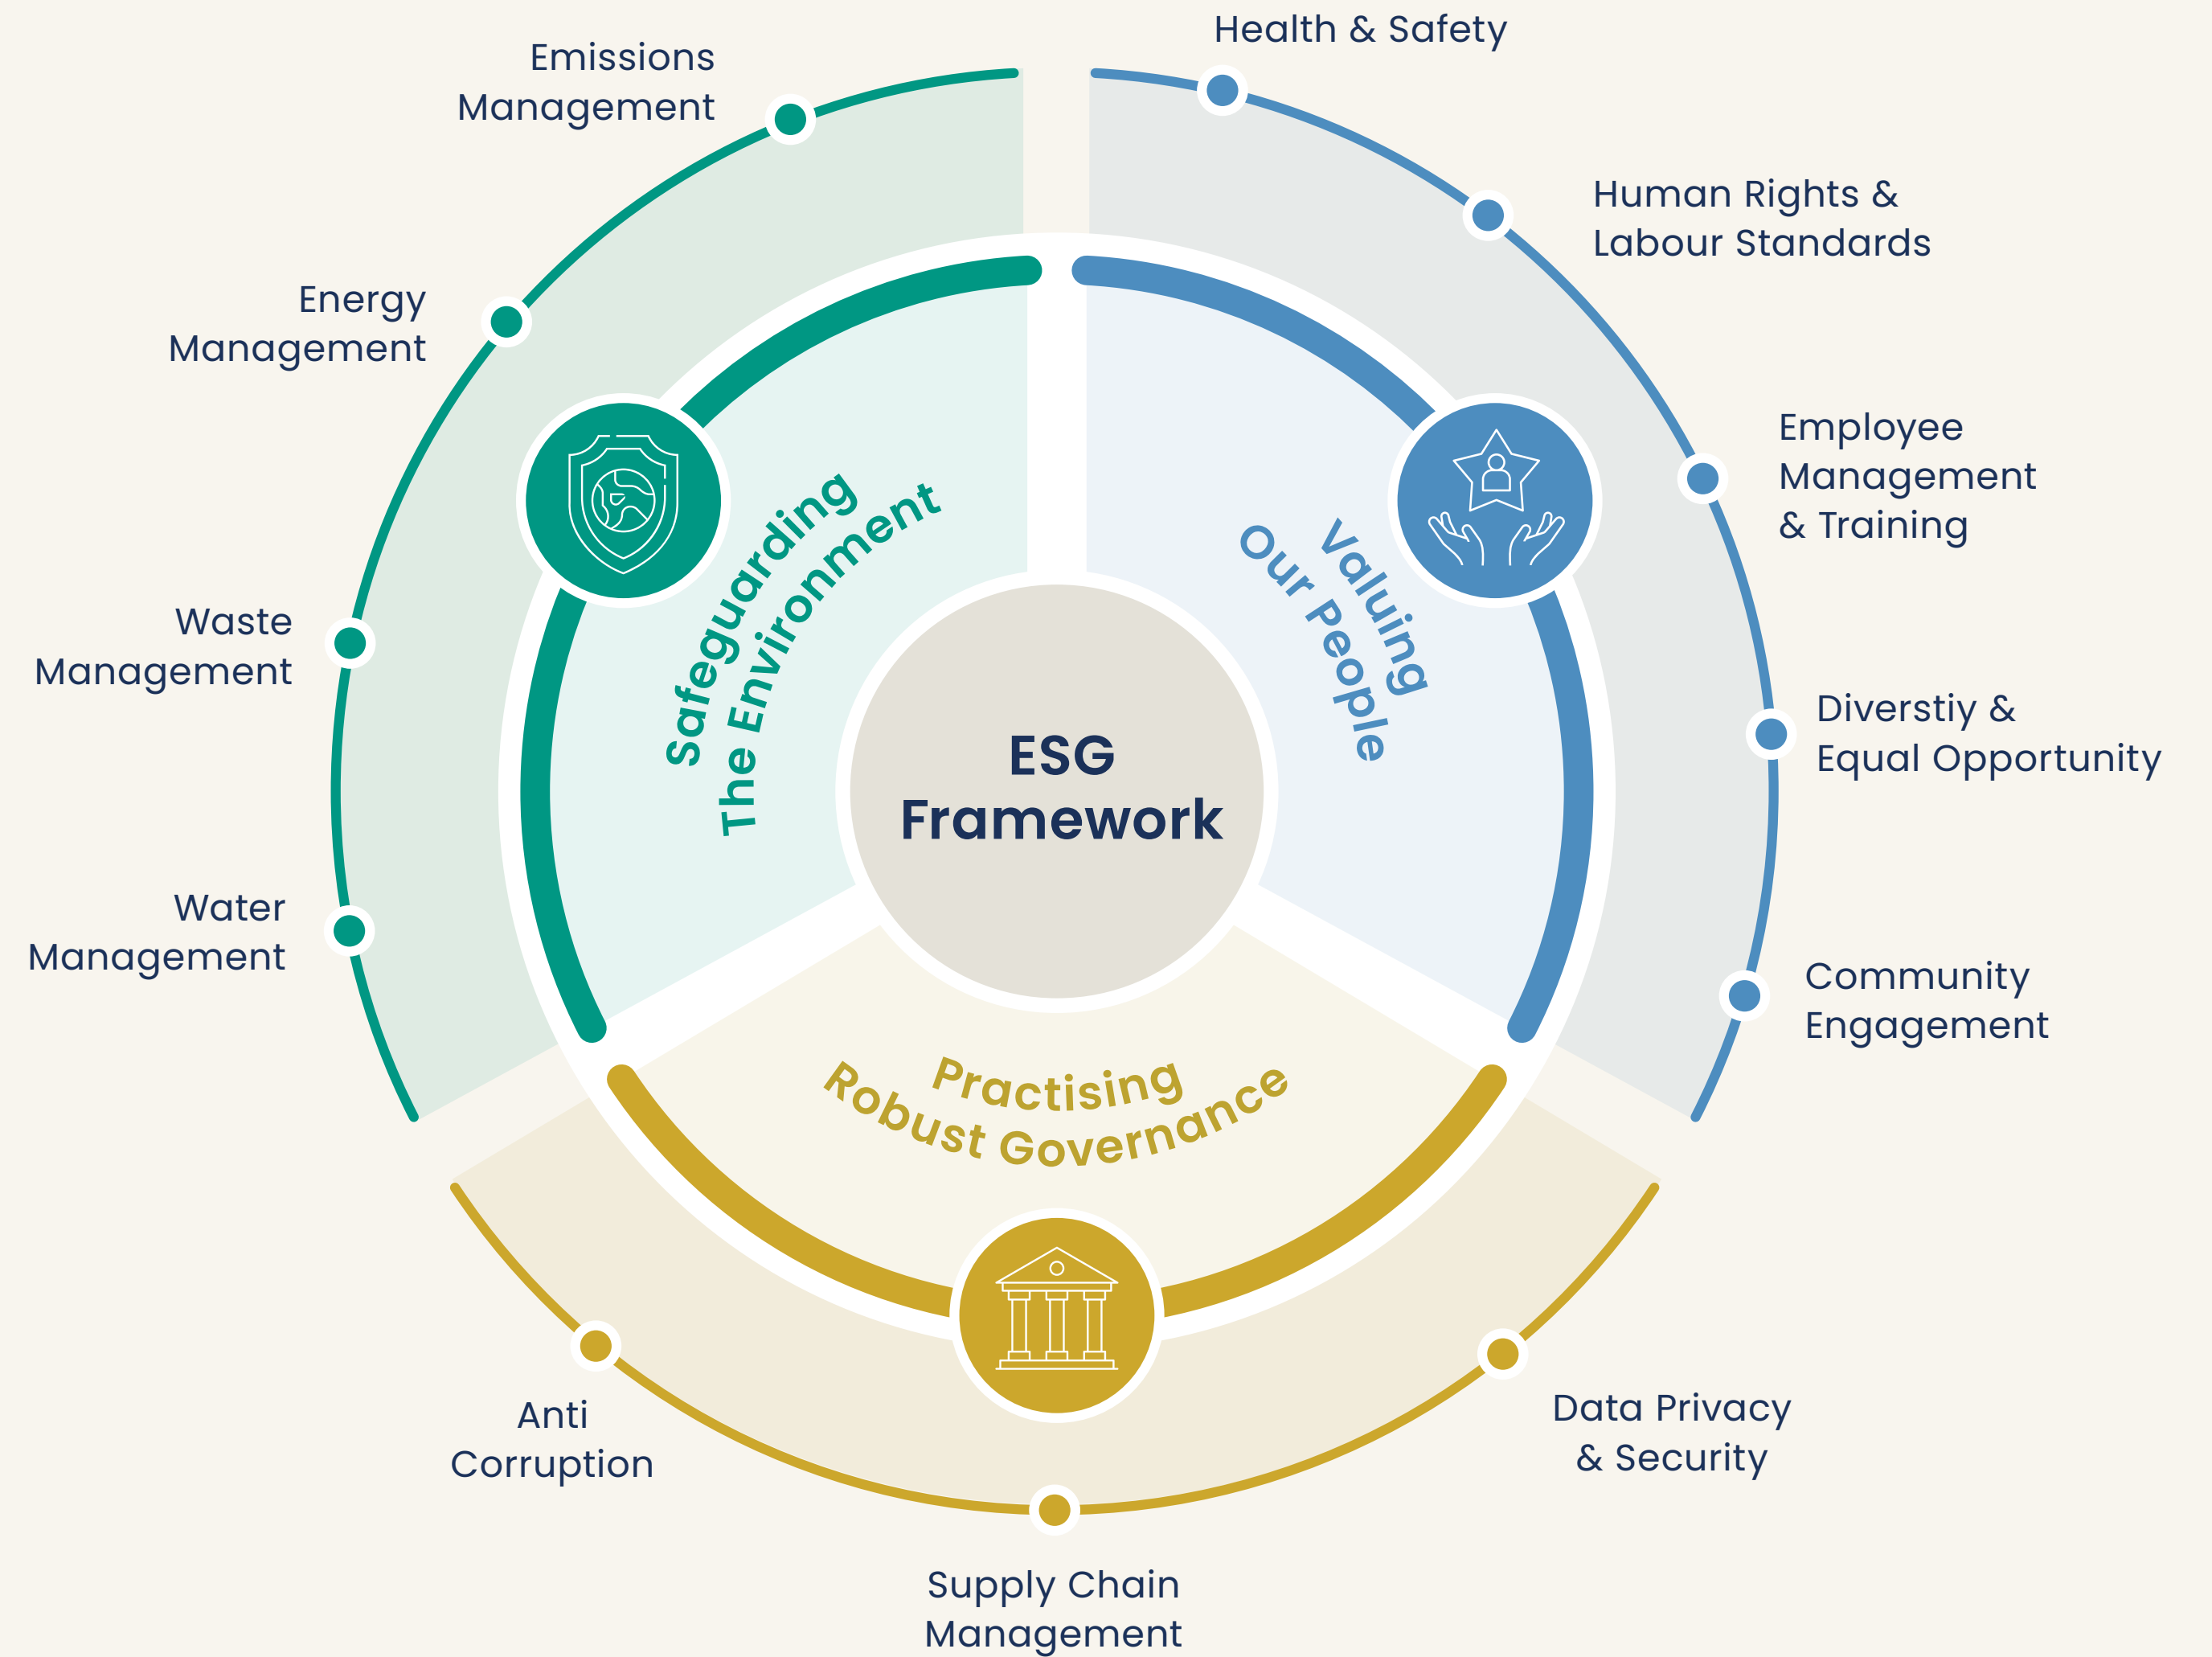 Health & Safety
Emissions
Management
Human Rights &
Labour Standards
Energy
Management
Employee
Management
& Training
Safeguarding
The Environment
Valuing
Our People
Waste
Management
Diverstiy &
Equal Opportunity
ESG
Framework
Water
Management
Community
Engagement
Practising
Robust Governance
Anti
Corruption
Data Privacy
& Security
Supply Chain
Management